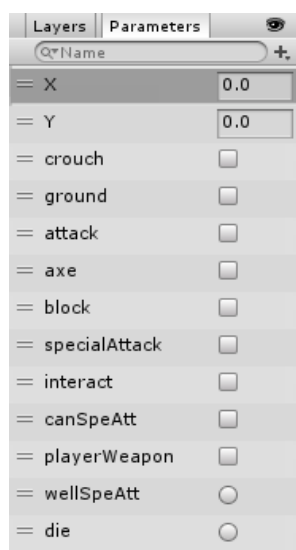 Layers Parameters
Name
X 0.0
Y 0.0
crouch
ground
attack
axe
block
specialAttack
interact
canSpeAtt
playerWeapon
wellSpeAtt
die